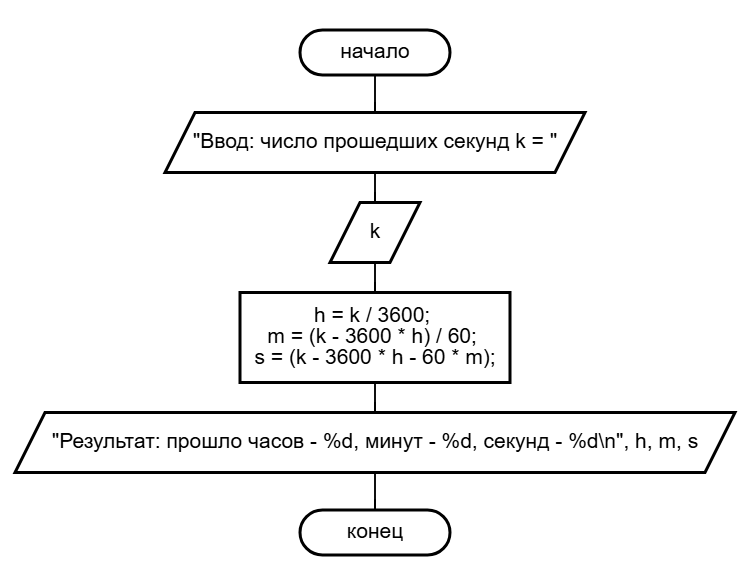 начало
"Ввод: число прошедших секунд k = "
k
h = k / 3600;
m = (k - 3600 * h) / 60;
s = (k - 3600 * h - 60 * m);
"Результат: прошло часов - %d, минут - %d, секунд - %d\n", h, m, s
конец